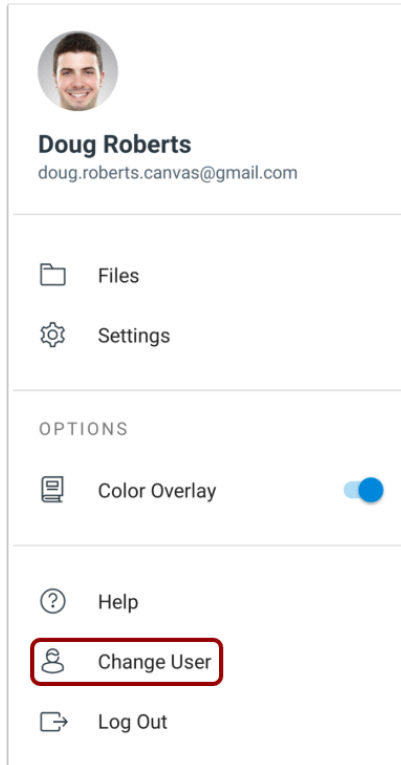 Doug Roberts
doug.roberts.canvas@gmail.com
Files
Settings
OPTIONS
Color Overlay
Help
Change User
Log Out